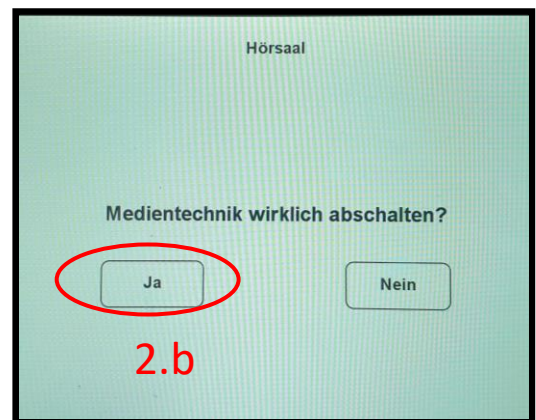 Hörsaal
Medientechnik wirklich abschalten?
Ja
Nein
2.b